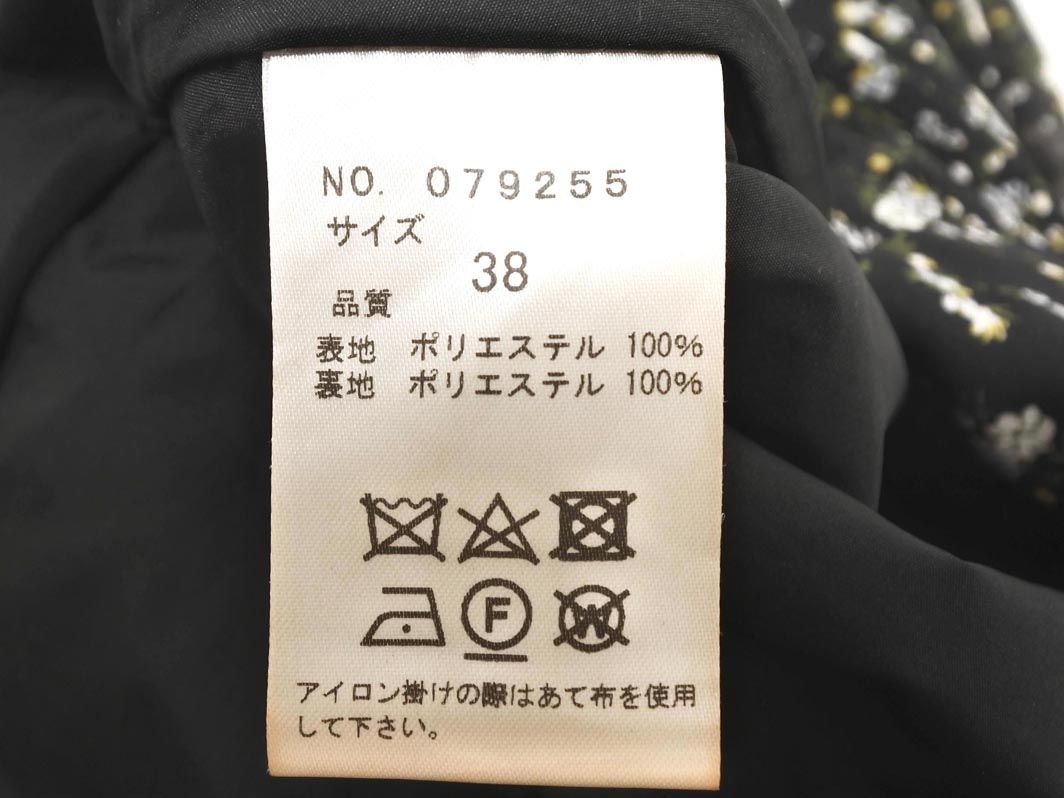 NO. 079255
サイズ
38
品質
表地 ポリエステル 100%
裏地 ポリエステル 100%
F W
アイロン掛けの際はあて布を使用
して下さい。